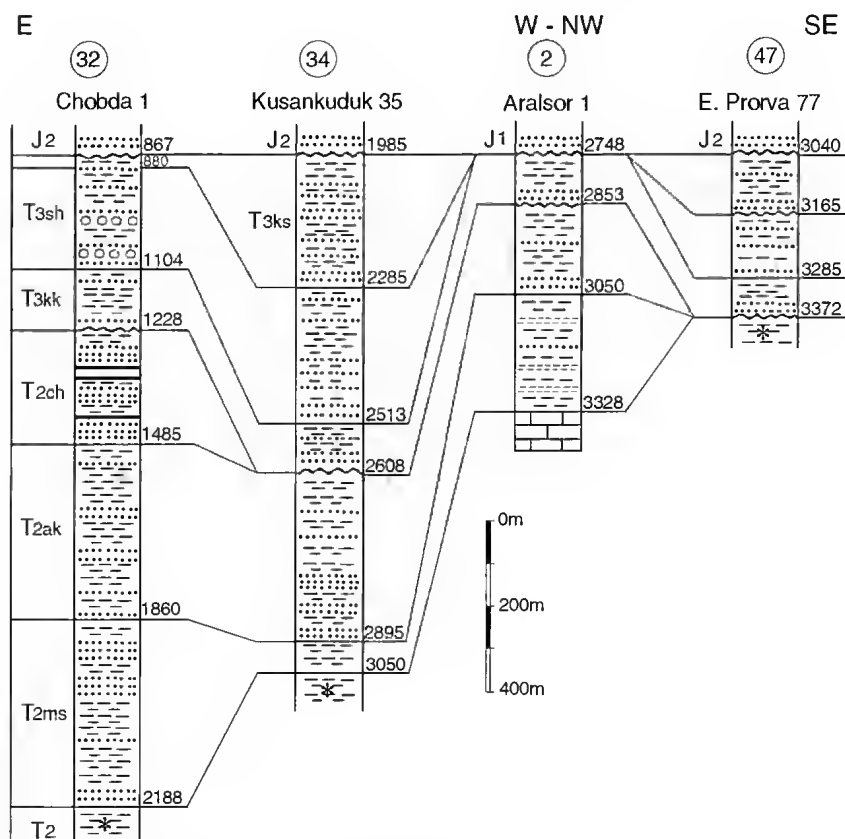 E W - NW SE
32 34 2 47
Chobda 1 Kusankuduk 35 Aralsor 1 E. Prorva 77
J2 867 J2 1985 J1 2748 J2 3040
880
T3sh T3ks 2853 3165
1104 2285 3050 3285
T3kk 3372
1228
T2ch 2513 3328
1485 2608
0m
T2ak
200m
1860 2895
3050 400m
T2ms
2188
T2